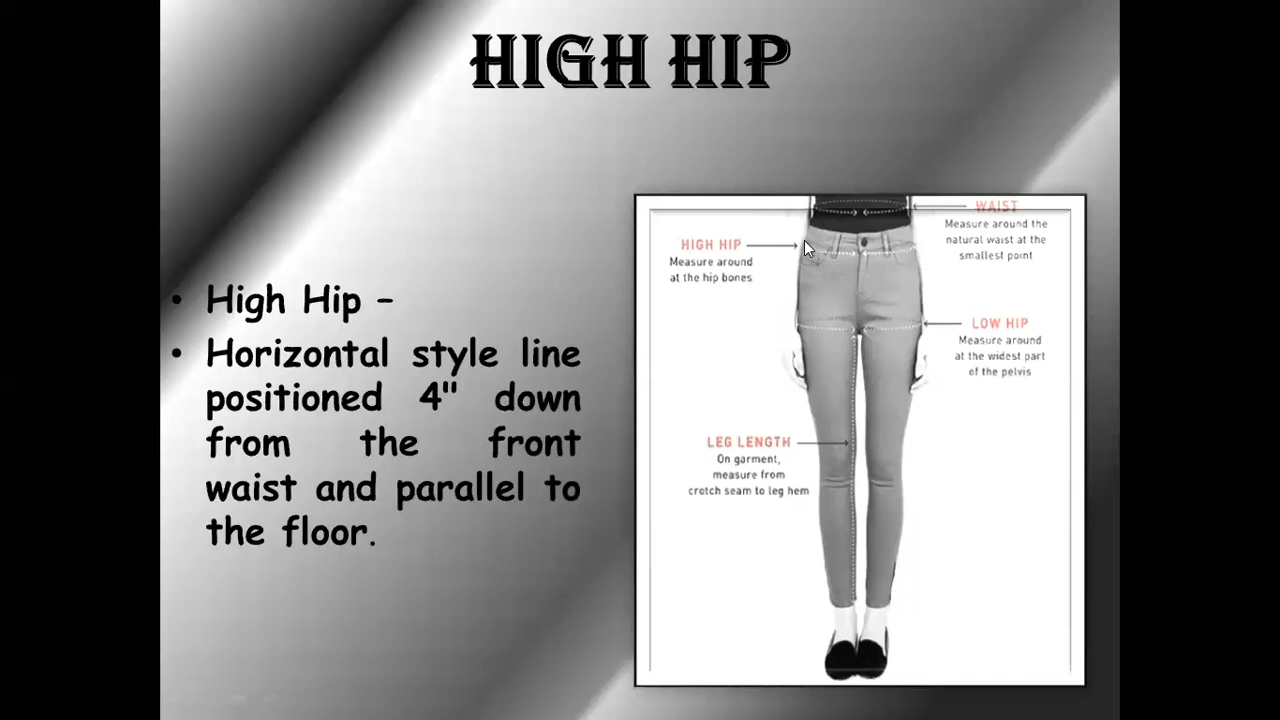 HIGH HIP
• High Hip –
• Horizontal style line
positioned 4" down
from the front
waist and parallel to
the floor.
WAIST
Measure around the
natural waist at the
smallest point
HIGH HIP
Measure around
at the hip bones
LOW HIP
Measure around
at the widest part
of the pelvis
LEG LENGTH
On garment,
measure from
crotch seam to leg hem